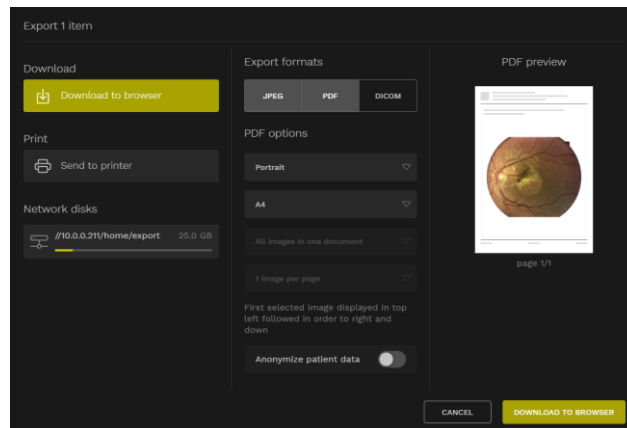 Export 1 item
Download
Download to browser
Print
Send to printer
Network disks
//10.0.0.211/home/export 25.0 GB
Export formats
JPEG PDF DICOM
PDF options
Portrait
A4
All images in one document
1 image per page
First selected image displayed in top
left followed in order to right and
down
Anonymize patient data
PDF preview
page 1/1
CANCEL DOWNLOAD TO BROWSER